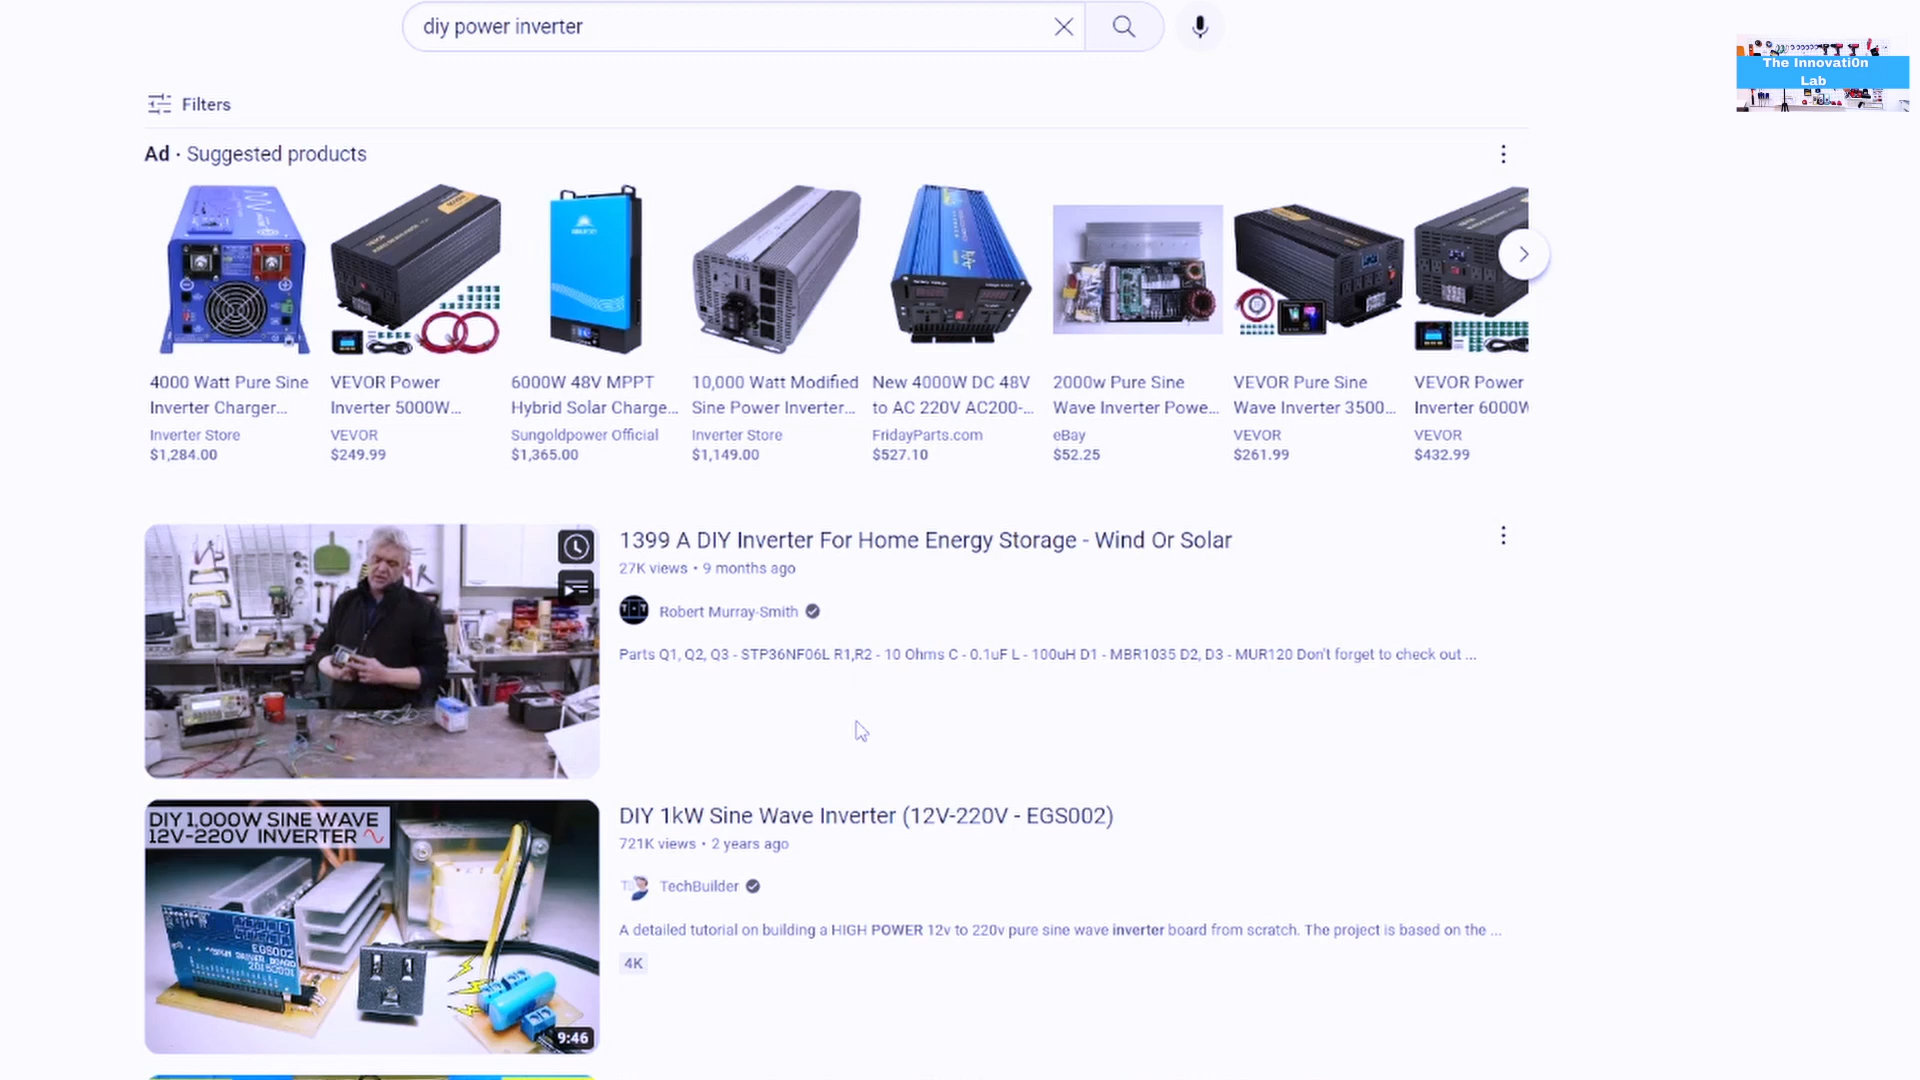 diy power inverter
The Innovati0n
Lab
Filters
Ad · Suggested products
4000 Watt Pure Sine
Inverter Charger...
Inverter Store
$1,284.00
VEVOR Power
Inverter 5000W...
VEVOR
$249.99
6000W 48V MPPT
Hybrid Solar Charge...
Sungoldpower Official
$1,365.00
10,000 Watt Modified
Sine Power Inverter...
Inverter Store
$1,149.00
New 4000W DC 48V
to AC 220V AC200-...
FridayParts.com
$527.10
2000w Pure Sine
Wave Inverter Powe...
eBay
$52.25
VEVOR Pure Sine
Wave Inverter 3500...
VEVOR
$261.99
VEVOR Power
Inverter 6000W
VEVOR
$432.99
1399 A DIY Inverter For Home Energy Storage - Wind Or Solar
27K views • 9 months ago
Robert Murray-Smith
Parts Q1, Q2, Q3 - STP36NF06L R1,R2 - 10 Ohms C - 0.1uF L - 100uH D1 - MBR1035 D2, D3 - MUR120 Don't forget to check out ...
DIY 1,000W SINE WAVE
12V-220V INVERTER
EGS002
9:46
DIY 1kW Sine Wave Inverter (12V-220V - EGS002)
721K views • 2 years ago
TechBuilder
A detailed tutorial on building a HIGH POWER 12v to 220v pure sine wave inverter board from scratch. The project is based on the ...
4K